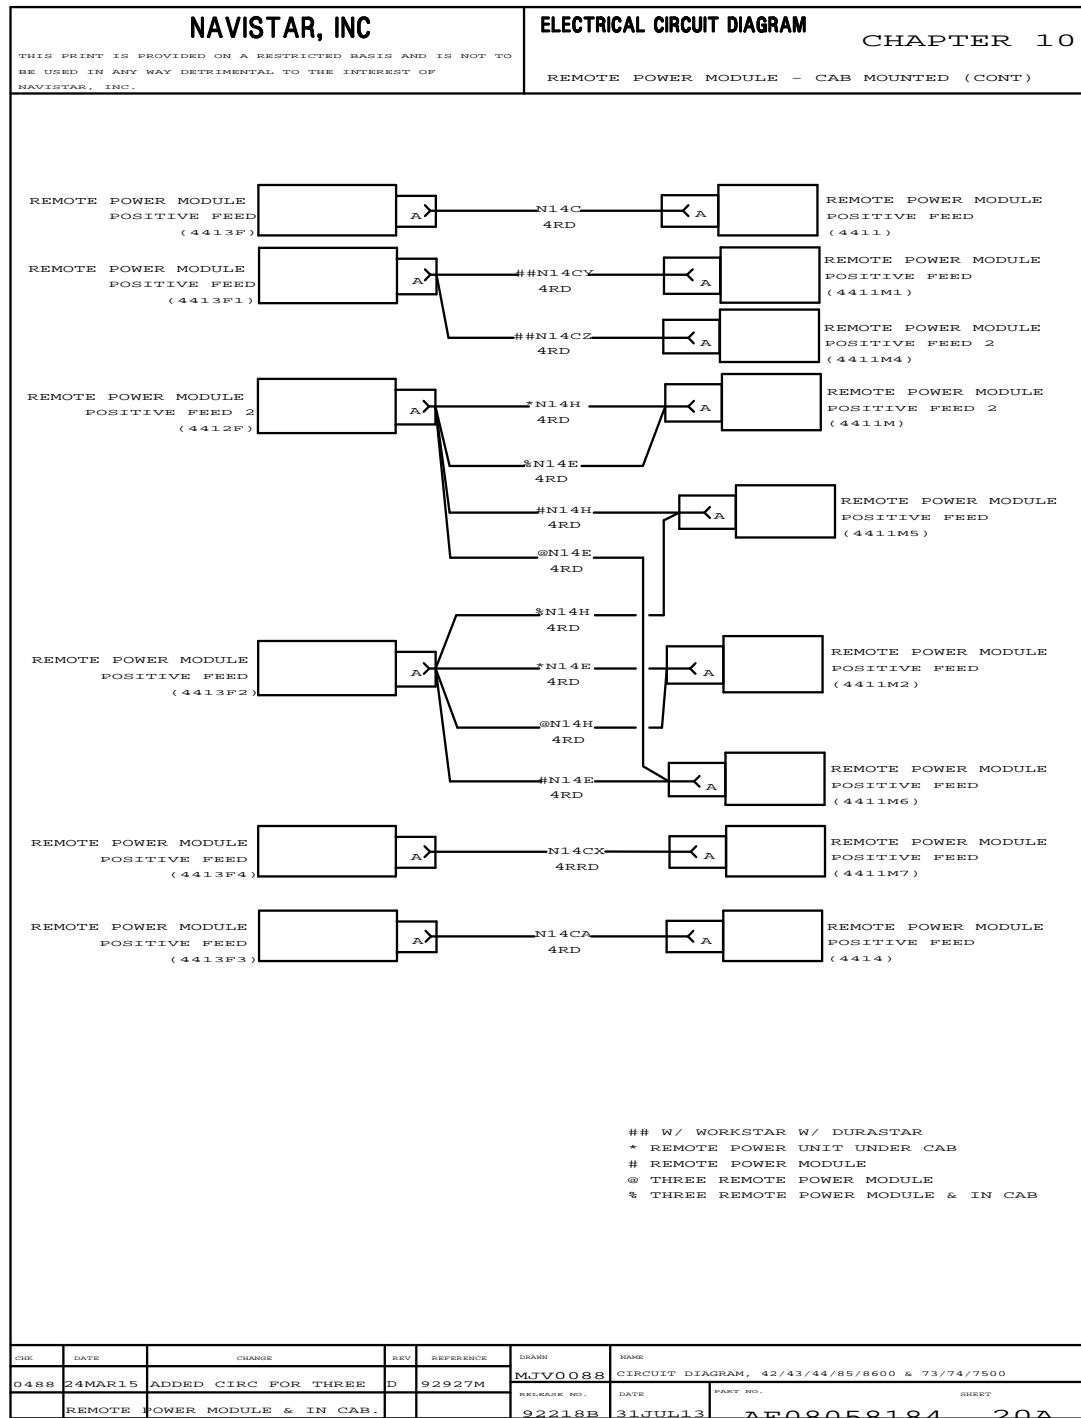 NAVISTAR, INC
THIS PRINT IS PROVIDED ON A RESTRICTED BASIS AND IS NOT TO
BE USED IN ANY WAY DETRIMENTAL TO THE INTEREST OF
NAVISTAR, INC.
ELECTRICAL CIRCUIT DIAGRAM
CHAPTER 10
REMOTE POWER MODULE - CAB MOUNTED (CONT)
REMOTE POWER MODULE
POSITIVE FEED
(4413F)
A
N14C
4RD
A
REMOTE POWER MODULE
POSITIVE FEED
(4411)
REMOTE POWER MODULE
POSITIVE FEED
(4413F1)
A
##N14CY
4RD
A
REMOTE POWER MODULE
POSITIVE FEED
(4411M1)
##N14CZ
4RD
A
REMOTE POWER MODULE
POSITIVE FEED 2
(4411M4)
REMOTE POWER MODULE
POSITIVE FEED 2
(4412F)
A
*N14H
4RD
A
REMOTE POWER MODULE
POSITIVE FEED 2
(4411M)
%N14E
4RD
#N14H
4RD
A
REMOTE POWER MODULE
POSITIVE FEED
(4411M5)
@N14E
4RD
%N14H
4RD
REMOTE POWER MODULE
POSITIVE FEED
(4413F2)
A
*N14E
4RD
A
REMOTE POWER MODULE
POSITIVE FEED
(4411M2)
@N14H
4RD
#N14E
4RD
A
REMOTE POWER MODULE
POSITIVE FEED
(4411M6)
REMOTE POWER MODULE
POSITIVE FEED
(4413F4)
A
N14CX
4RRD
A
REMOTE POWER MODULE
POSITIVE FEED
(4411M7)
REMOTE POWER MODULE
POSITIVE FEED
(4413F3)
A
N14CA
4RD
A
REMOTE POWER MODULE
POSITIVE FEED
(4414)
## W/ WORKSTAR W/ DURASTAR
* REMOTE POWER UNIT UNDER CAB
# REMOTE POWER MODULE
@ THREE REMOTE POWER MODULE
% THREE REMOTE POWER MODULE & IN CAB
CHK DATE CHANGE REV REFERENCE
0488 24MAR15 ADDED CIRC FOR THREE D 92927M
REMOTE POWER MODULE & IN CAB.
DRAWN
MJV0088
NAME
CIRCUIT DIAGRAM, 42/43/44/85/8600 & 73/74/7500
RELEASE NO.
92218B
DATE
31JUL13
PART NO.
AF08058184
SHEET
20A